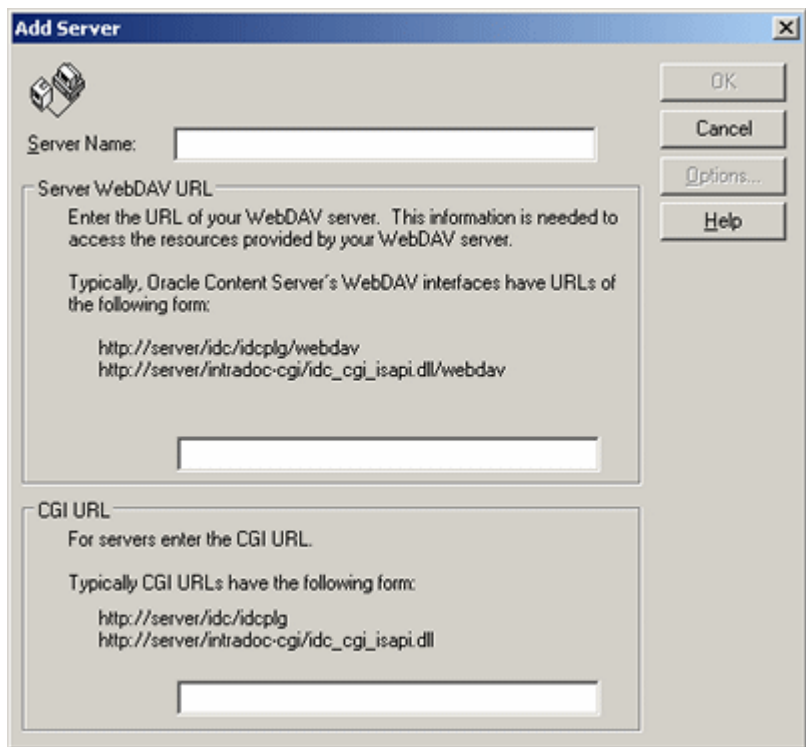 Add Server
OK
Server Name:
Cancel
Options...
Help
Server WebDAV URL
Enter the URL of your WebDAV server. This information is needed to
access the resources provided by your WebDAV server.
Typically, Oracle Content Server's WebDAV interfaces have URLs of
the following form:
http://server/idc/idcplg/webdav
http://server/intradoc-cgi/idc_cgi_isapi.dll/webdav
CGI URL
For servers enter the CGI URL.
Typically CGI URLs have the following form:
http://server/idc/idcplg
http://server/intradoc-cgi/idc_cgi_isapi.dll